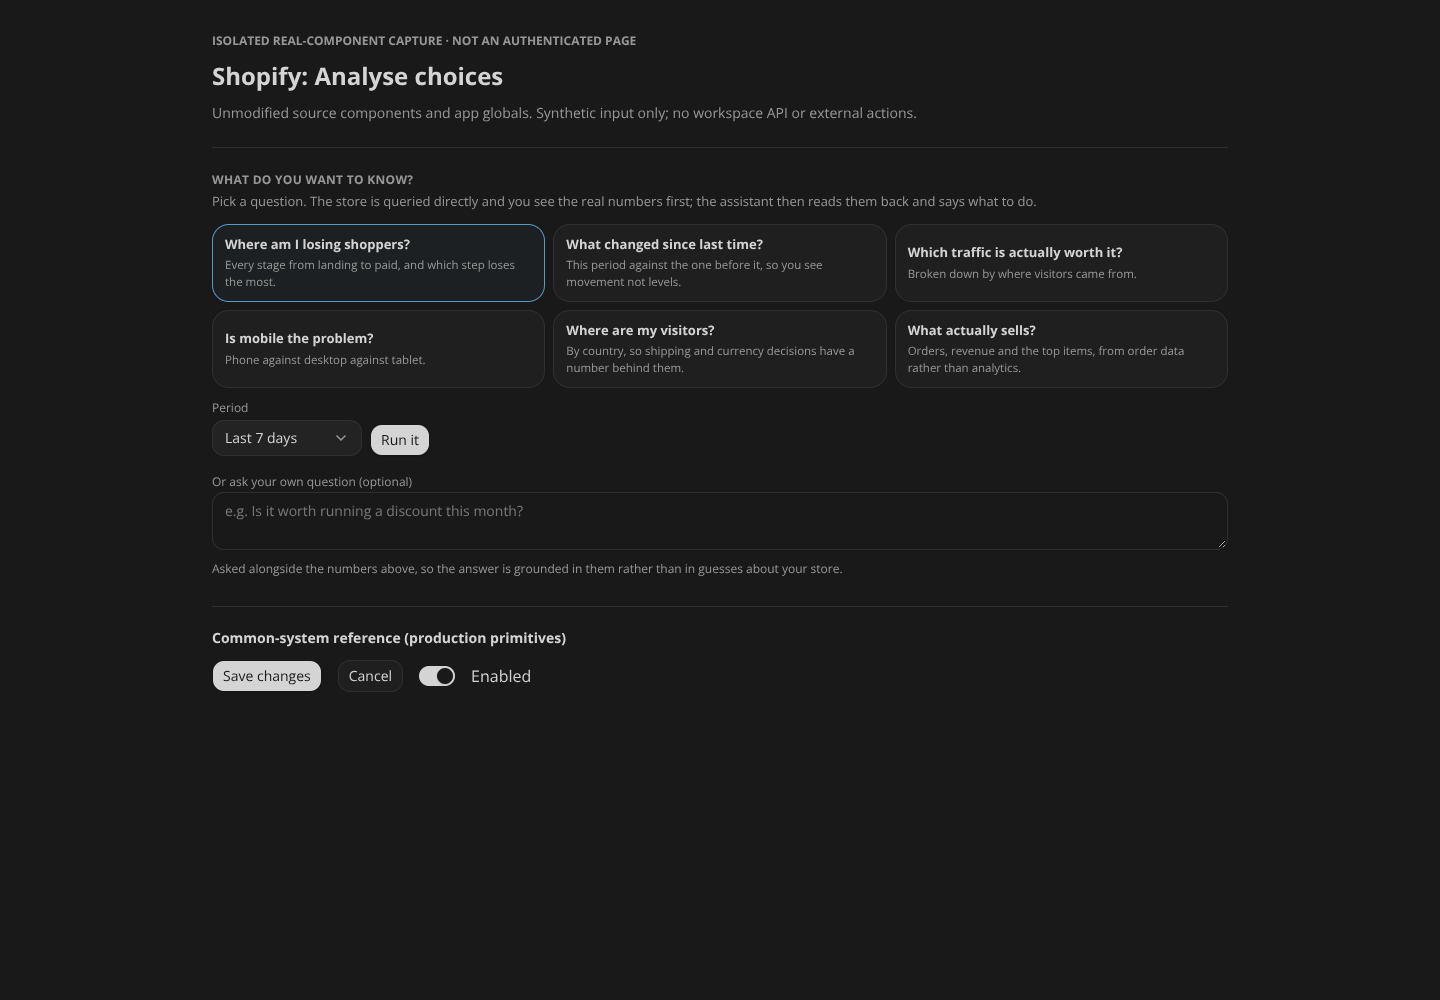 ISOLATED REAL-COMPONENT CAPTURE · NOT AN AUTHENTICATED PAGE
Shopify: Analyse choices
Unmodified source components and app globals. Synthetic input only; no workspace API or external actions.
WHAT DO YOU WANT TO KNOW?
Pick a question. The store is queried directly and you see the real numbers first; the assistant then reads them back and says what to do.
Where am I losing shoppers?
Every stage from landing to paid, and which step loses
the most.
What changed since last time?
This period against the one before it, so you see
movement not levels.
Which traffic is actually worth it?
Broken down by where visitors came from.
Is mobile the problem?
Phone against desktop against tablet.
Where are my visitors?
By country, so shipping and currency decisions have a
number behind them.
What actually sells?
Orders, revenue and the top items, from order data
rather than analytics.
Period
Last 7 days
Run it
Or ask your own question (optional)
e.g. Is it worth running a discount this month?
Asked alongside the numbers above, so the answer is grounded in them rather than in guesses about your store.
Common-system reference (production primitives)
Save changes
Cancel
Enabled